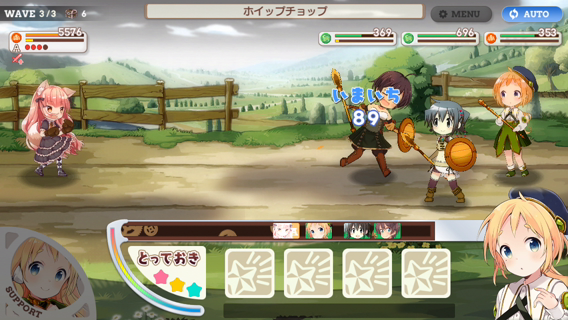 WAVE 3/3 6
ホイップチョップ
MENU
AUTO
5576
A
369
696
353
いまいち
89
とっておき
SUPPORT